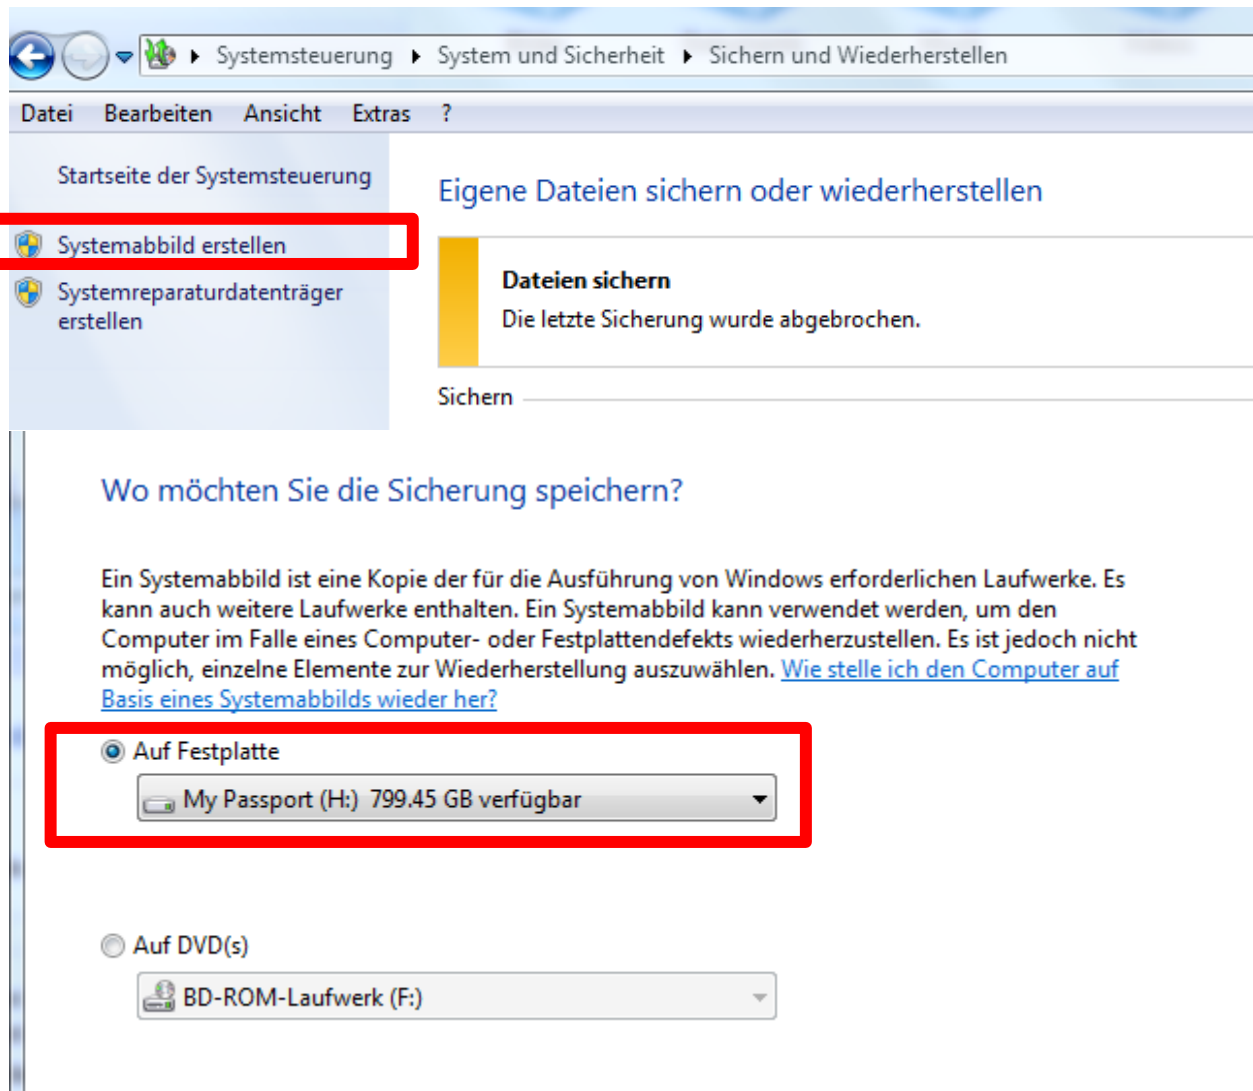 Systemsteuerung System und Sicherheit Sichern und Wiederherstellen
Datei Bearbeiten Ansicht Extras ?
Startseite der Systemsteuerung
Systemabbild erstellen
Systemreparaturdatenträger
erstellen
Eigene Dateien sichern oder wiederherstellen
Dateien sichern
Die letzte Sicherung wurde abgebrochen.
Sichern
Wo möchten Sie die Sicherung speichern?
Ein Systemabbild ist eine Kopie der für die Ausführung von Windows erforderlichen Laufwerke. Es
kann auch weitere Laufwerke enthalten. Ein Systemabbild kann verwendet werden, um den
Computer im Falle eines Computer- oder Festplattendefekts wiederherzustellen. Es ist jedoch nicht
möglich, einzelne Elemente zur Wiederherstellung auszuwählen. Wie stelle ich den Computer auf
Basis eines Systemabbilds wieder her?
Auf Festplatte
My Passport (H:) 799.45 GB verfügbar
Auf DVD(s)
BD-ROM-Laufwerk (F:)